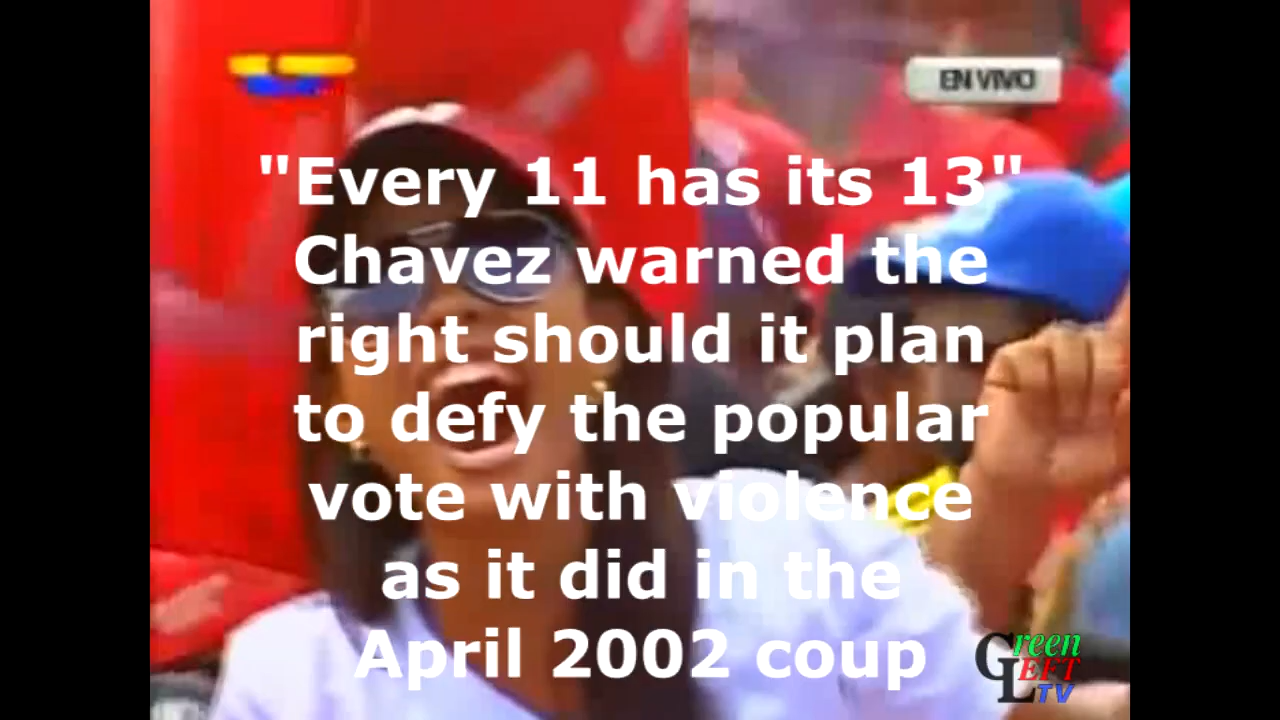 EN VIVO
"Every 11 has its 13"
Chavez warned the
right should it plan
to defy the popular
vote with violence
as it did in the
April 2002 coup
Green
LEFT
TV